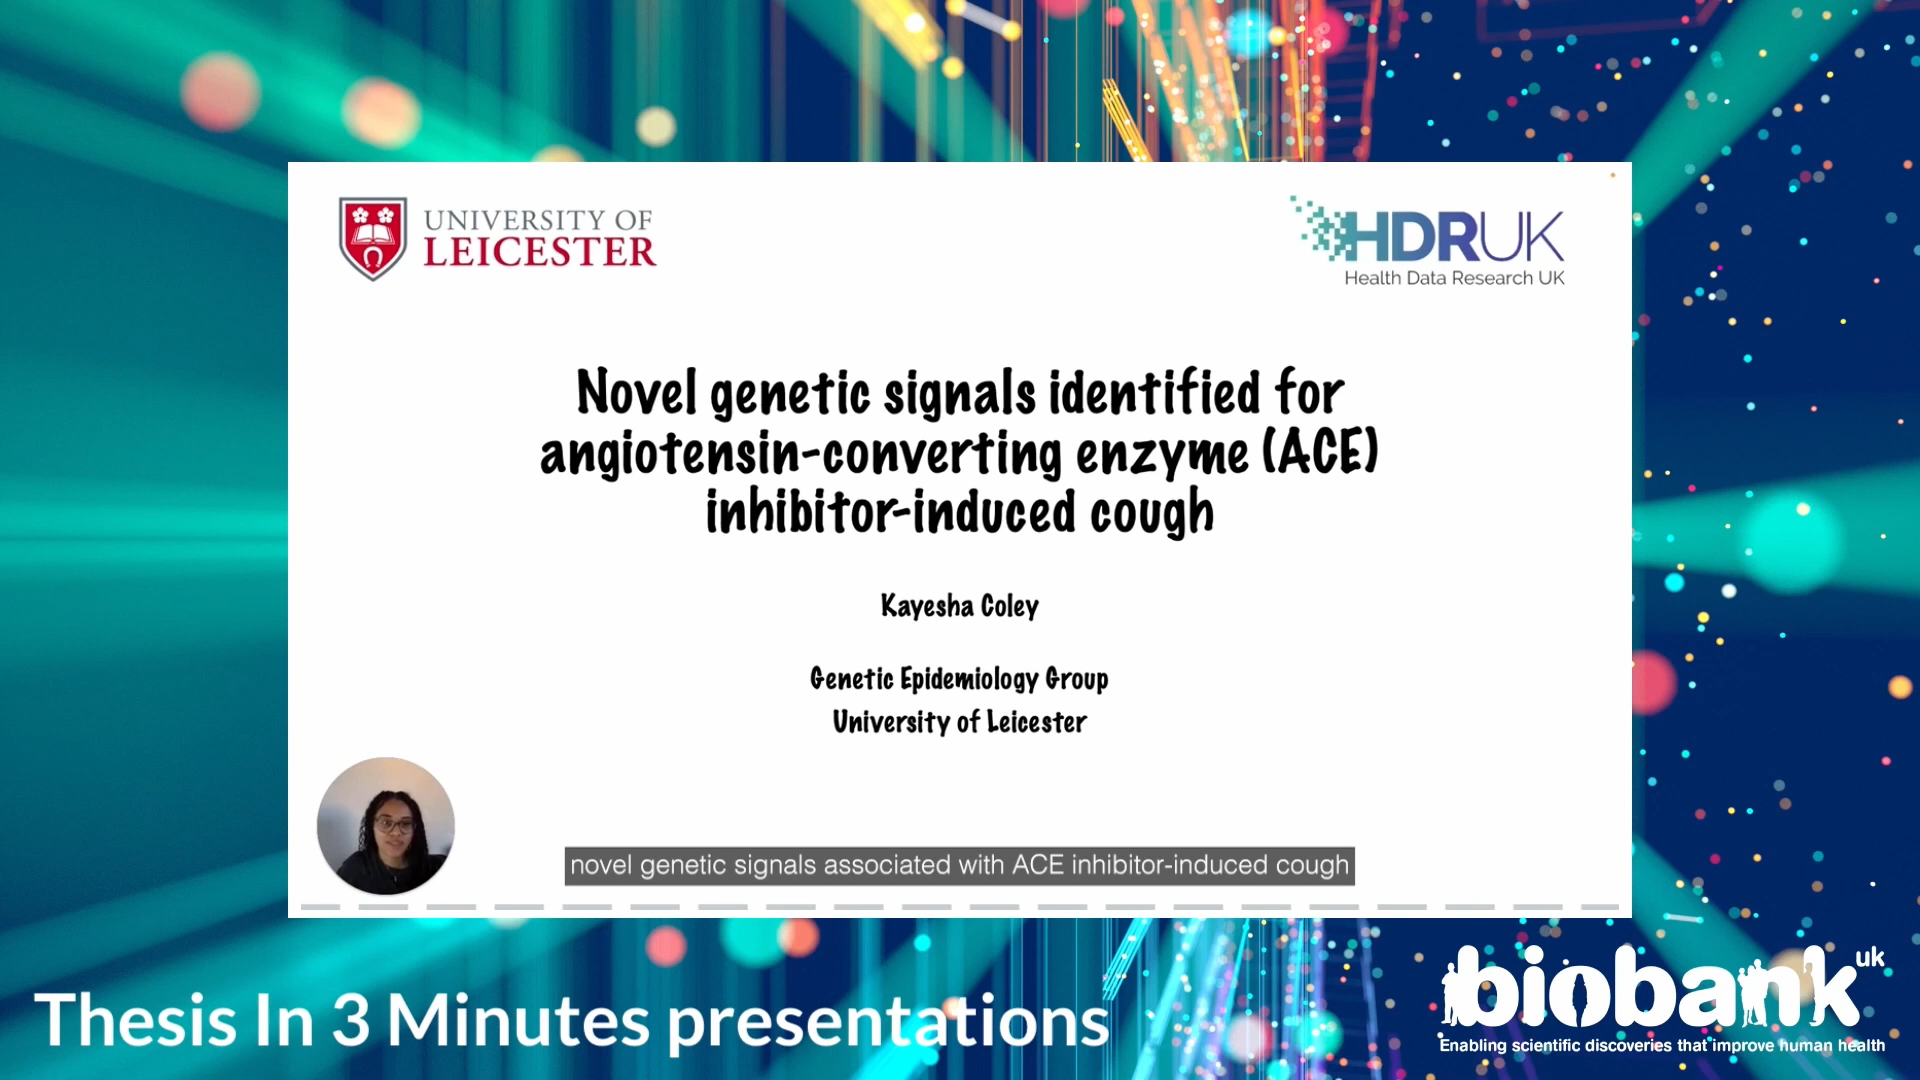 UNIVERSITY OF
LEICESTER
HDRUK
Health Data Research UK
Novel genetic signals identified for
angiotensin-converting enzyme (ACE)
inhibitor-induced cough
Kayesha Coley
Genetic Epidemiology Group
University of Leicester
novel genetic signals associated with ACE inhibitor-induced cough
Thesis In 3 Minutes presentations
biobank uk
Enabling scientific discoveries that improve human health